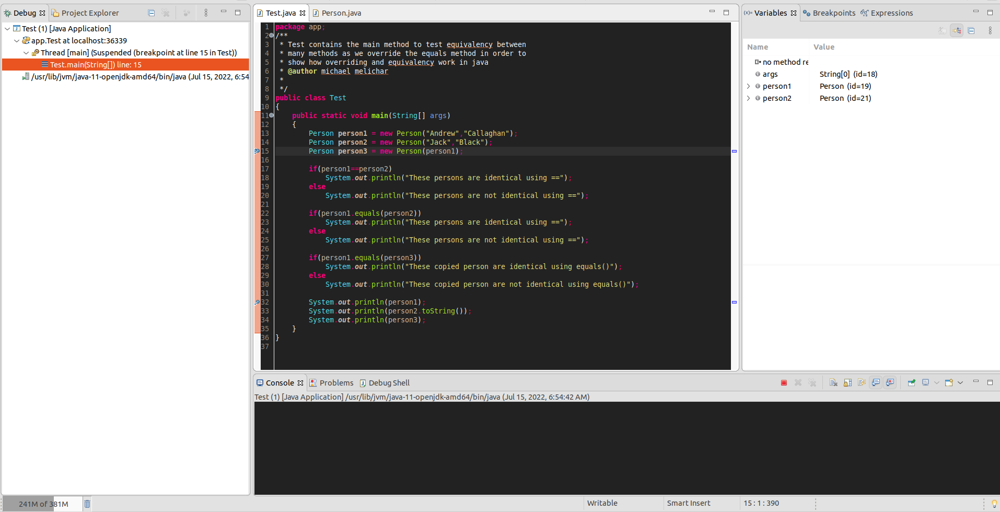 Debug
Project Explorer
Test (1) [Java Application]
app.Test at localhost:36339
Thread [main] (Suspended (breakpoint at line 15 in Test))
Test.main(String[]) line: 15
/usr/lib/jvm/java-11-openjdk-amd64/bin/java (Jul 15, 2022, 6:54
Test.java
Person.java
1 package app;
2 /**
3 * Test contains the main method to test equivalency between
4 * many methods as we override the equals method in order to
5 * show how overriding and equivalency work in java
6 * @author michael melichar
7 *
8 */
9 public class Test
10 {
11 public static void main(String[] args)
12 {
13 Person person1 = new Person("Andrew","Callaghan");
14 Person person2 = new Person("Jack","Black");
15 Person person3 = new Person(person1);
16
17 if(person1==person2)
18 System.out.println("These persons are identical using ==");
19 else
20 System.out.println("These persons are not identical using ==");
21
22 if(person1.equals(person2))
23 System.out.println("These persons are identical using ==");
24 else
25 System.out.println("These persons are not identical using ==");
26
27 if(person1.equals(person3))
28 System.out.println("These copied person are identical using equals()");
29 else
30 System.out.println("These copied person are not identical using equals()");
31
32 System.out.println(person1);
33 System.out.println(person2.toString());
34 System.out.println(person3);
35 }
36 }
37
(x)= Variables
Breakpoints
Expressions
Name Value
no method re
args String[0] (id=18)
person1 Person (id=19)
person2 Person (id=21)
Console
Problems
Debug Shell
Test (1) [Java Application] /usr/lib/jvm/java-11-openjdk-amd64/bin/java (Jul 15, 2022, 6:54:42 AM)
241M of 381M
Writable
Smart Insert
15 : 1 : 390